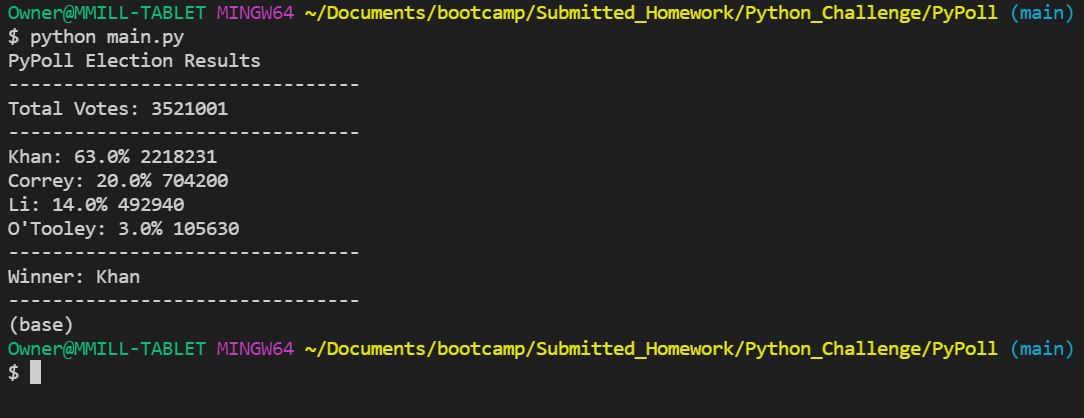 Owner@MMILL-TABLET MINGW64 ~/Documents/bootcamp/Submitted_Homework/Python_Challenge/PyPoll (main)
$ python main.py
PyPoll Election Results
--------------------------------
Total Votes: 3521001
--------------------------------
Khan: 63.0% 2218231
Correy: 20.0% 704200
Li: 14.0% 492940
O'Tooley: 3.0% 105630
--------------------------------
Winner: Khan
--------------------------------
(base)
Owner@MMILL-TABLET MINGW64 ~/Documents/bootcamp/Submitted_Homework/Python_Challenge/PyPoll (main)
$